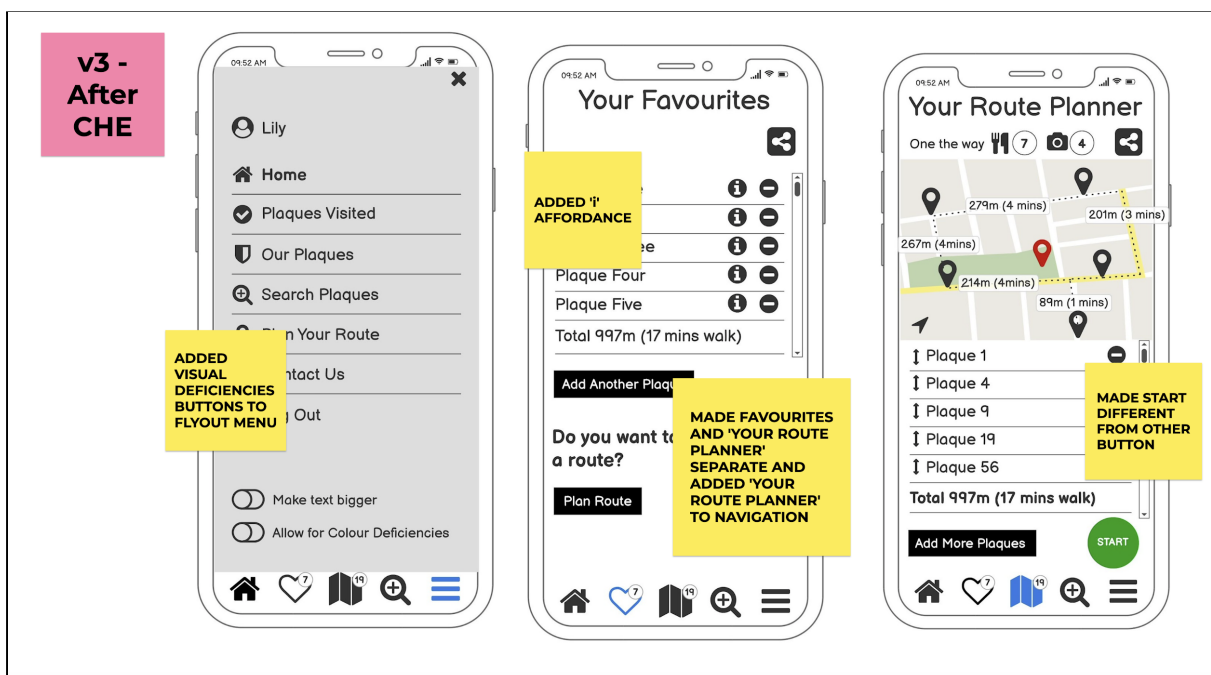 v3 -
After
CHE
09:52 AM
Lily
Home
Plaques Visited
Our Plaques
Search Plaques
n Your Route
ntact Us
Out
ADDED
VISUAL
DEFICIENCIES
BUTTONS TO
FLYOUT MENU
Make text bigger
Allow for Colour Deficiencies
7
19
09:52 AM
Your Favourites
ADDED 'i'
AFFORDANCE
Plaque Four
Plaque Five
Total 997m (17 mins walk)
Add Another Plaqu
Do you want to
a route?
Plan Route
MADE FAVOURITES
AND 'YOUR ROUTE
PLANNER'
SEPARATE AND
ADDED 'YOUR
ROUTE PLANNER'
TO NAVIGATION
7
19
09:52 AM
Your Route Planner
One the way 7 4
279m (4 mins)
201m (3 mins)
267m (4mins)
214m (4mins)
89m (1 mins)
Plaque 1
Plaque 4
Plaque 9
Plaque 19
Plaque 56
Total 997m (17 mins walk)
MADE START
DIFFERENT
FROM OTHER
BUTTON
Add More Plaques
START
7
19